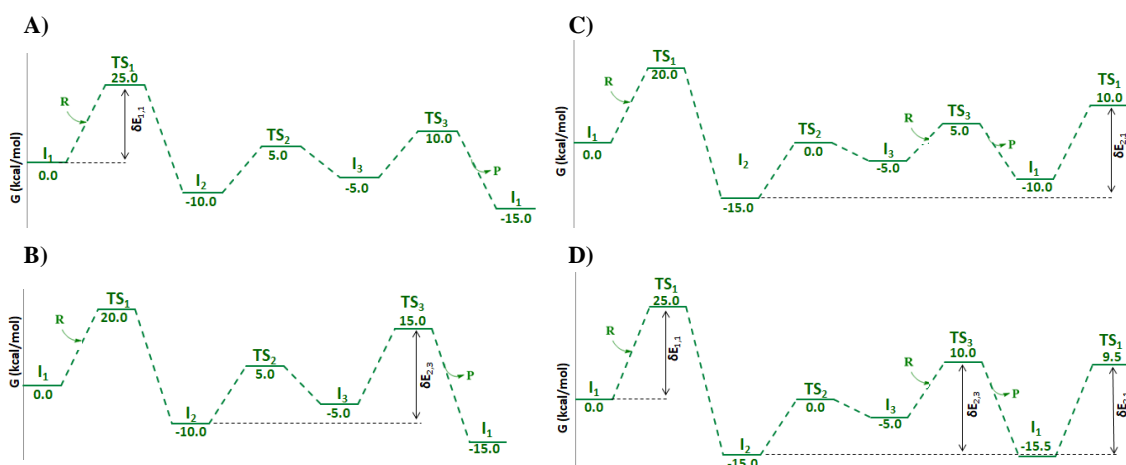 A)
G (kcal/mol)
I1
0.0
R
TS1
25.0
δE1,1
I2
-10.0
TS2
5.0
I3
-5.0
TS3
10.0
P
I1
-15.0
C)
G (kcal/mol)
I1
0.0
R
TS1
20.0
I2
-15.0
TS2
0.0
I3
-5.0
R
TS3
5.0
P
I1
-10.0
TS1
10.0
δE2,1
B)
G (kcal/mol)
I1
0.0
R
TS1
20.0
I2
-10.0
TS2
5.0
I3
-5.0
TS3
15.0
δE2,3
P
I1
-15.0
D)
G (kcal/mol)
I1
0.0
R
TS1
25.0
δE1,1
I2
-15.0
TS2
0.0
I3
-5.0
R
TS3
10.0
δE2,3
P
I1
-15.5
TS1
9.5